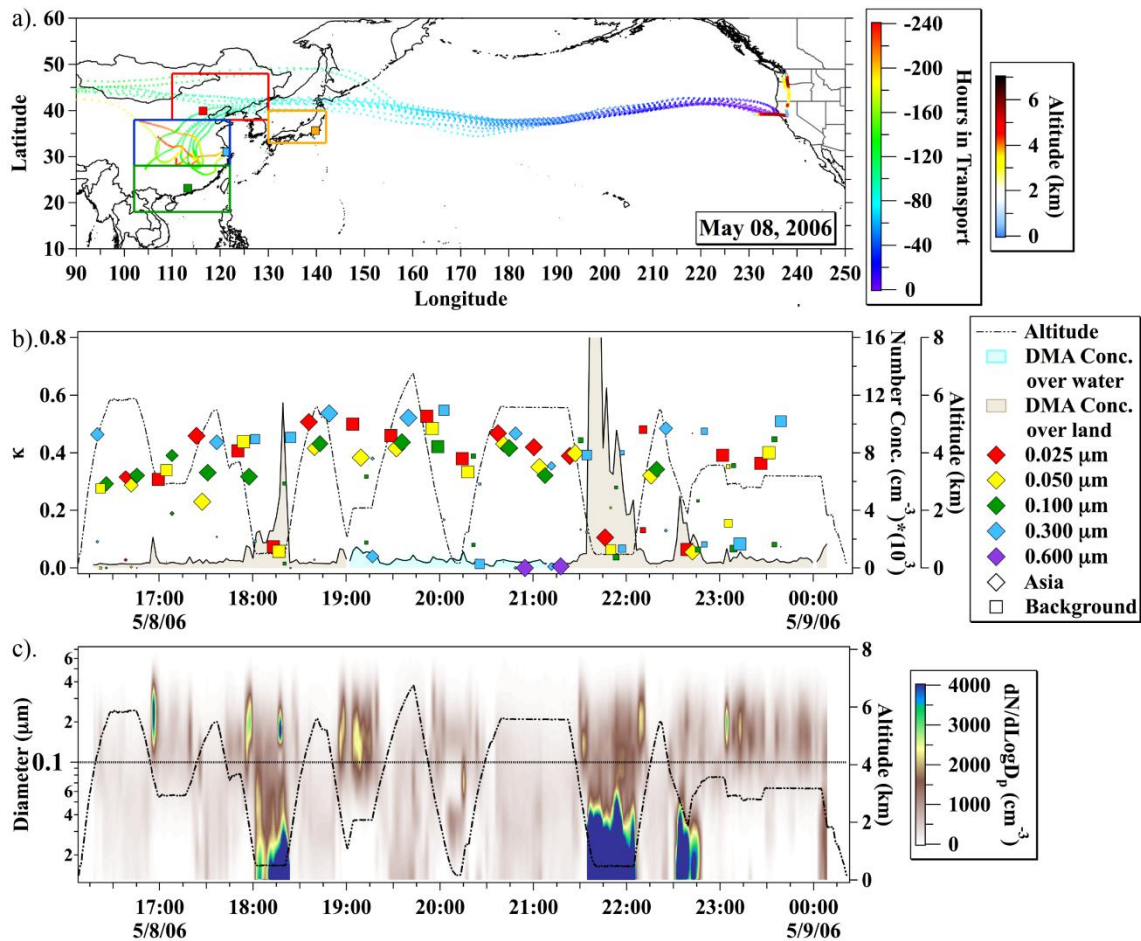 a).
60
50
40
30
20
10
Latitude
90 100 110 120 130 140 150 160 170 180 190 200 210 220 230 240 250
Longitude
May 08, 2006
-240
-200
-160
-120
-80
-40
0
Hours in Transport
6
4
2
0
Altitude (km)
b).
0.8
0.6
0.4
0.2
0.0
κ
16
12
8
4
0
Number Conc. (cm⁻³)*(10³)
8
6
4
2
0
Altitude (km)
17:00 18:00 19:00 20:00 21:00 22:00 23:00 00:00
5/8/06 5/9/06
Altitude
DMA Conc.
over water
DMA Conc.
over land
0.025 μm
0.050 μm
0.100 μm
0.300 μm
0.600 μm
Asia
Background
c).
6
4
2
0.1
6
4
2
Diameter (μm)
8
6
4
2
0
Altitude (km)
17:00 18:00 19:00 20:00 21:00 22:00 23:00 00:00
5/8/06 5/9/06
4000
3000
2000
1000
0
dN/dLogDₚ (cm⁻³)